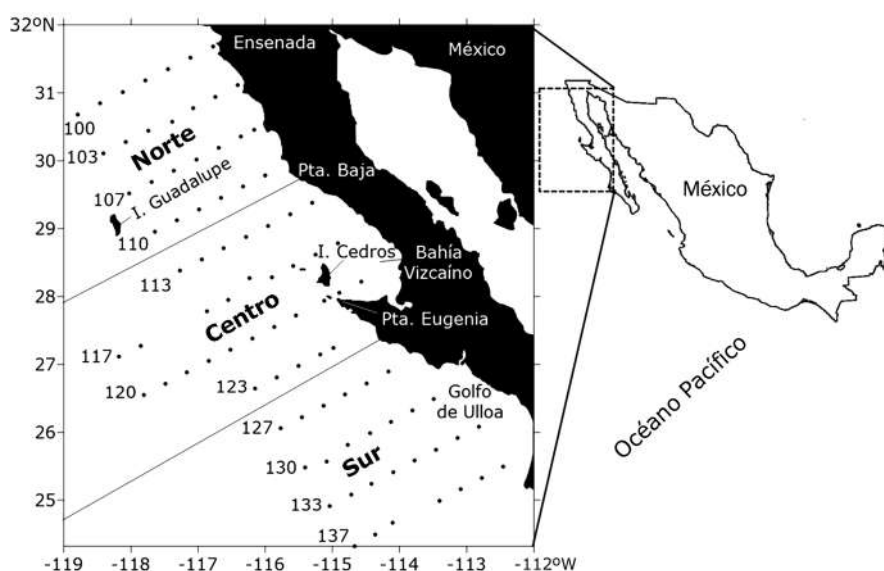 32ºN
31
30
29
28
27
26
25
-119
-118
-117
-116
-115
-114
-113
-112ºW
Ensenada
México
100
103
Norte
107
I. Guadalupe
110
Pta. Baja
113
I. Cedros
Bahía
Vizcaíno
Centro
Pta. Eugenia
117
120
123
127
Golfo
de Ulloa
130
Sur
133
137
México
Océano Pacífico